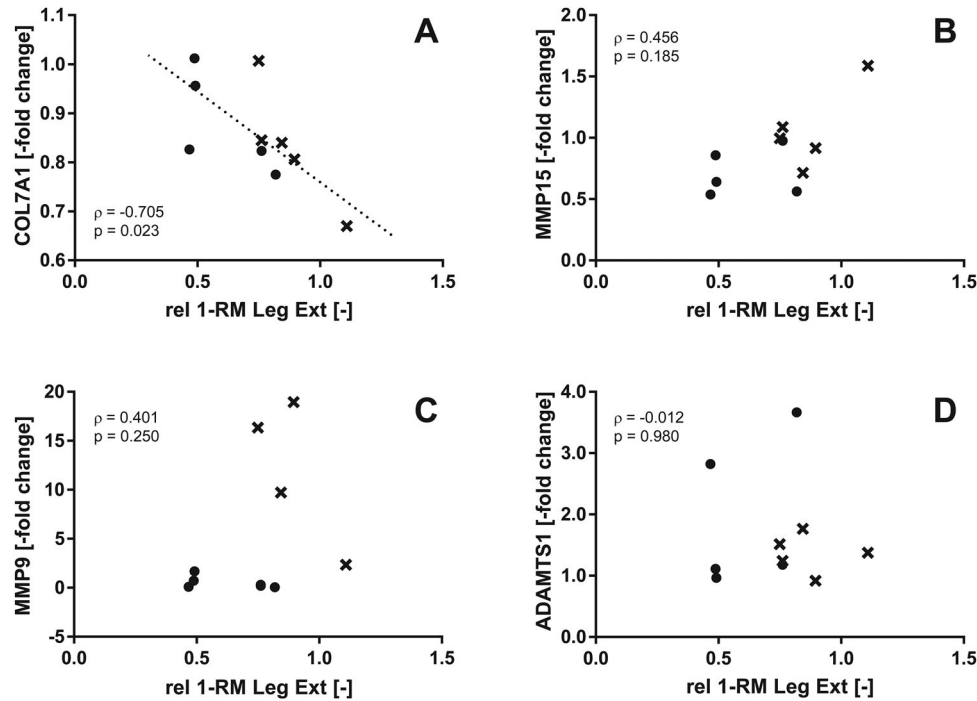 A
COL7A1 [-fold change]
1.1
1.0
0.9
0.8
0.7
0.6
ρ = -0.705
p = 0.023
0.0 0.5 1.0 1.5
rel 1-RM Leg Ext [-]
B
MMP15 [-fold change]
2.0
1.5
1.0
0.5
0.0
ρ = 0.456
p = 0.185
0.0 0.5 1.0 1.5
rel 1-RM Leg Ext [-]
C
MMP9 [-fold change]
20
15
10
5
0
-5
ρ = 0.401
p = 0.250
0.0 0.5 1.0 1.5
rel 1-RM Leg Ext [-]
D
ADAMTS1 [-fold change]
4.0
3.0
2.0
1.0
0.0
ρ = -0.012
p = 0.980
0.0 0.5 1.0 1.5
rel 1-RM Leg Ext [-]